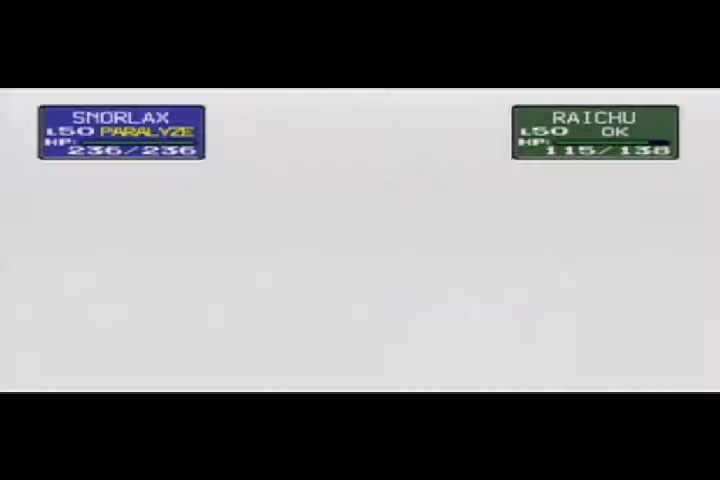 SNORLAX
L50 PARALYZE
HP:
236/236
RAICHU
L50 OK
HP:
115/138